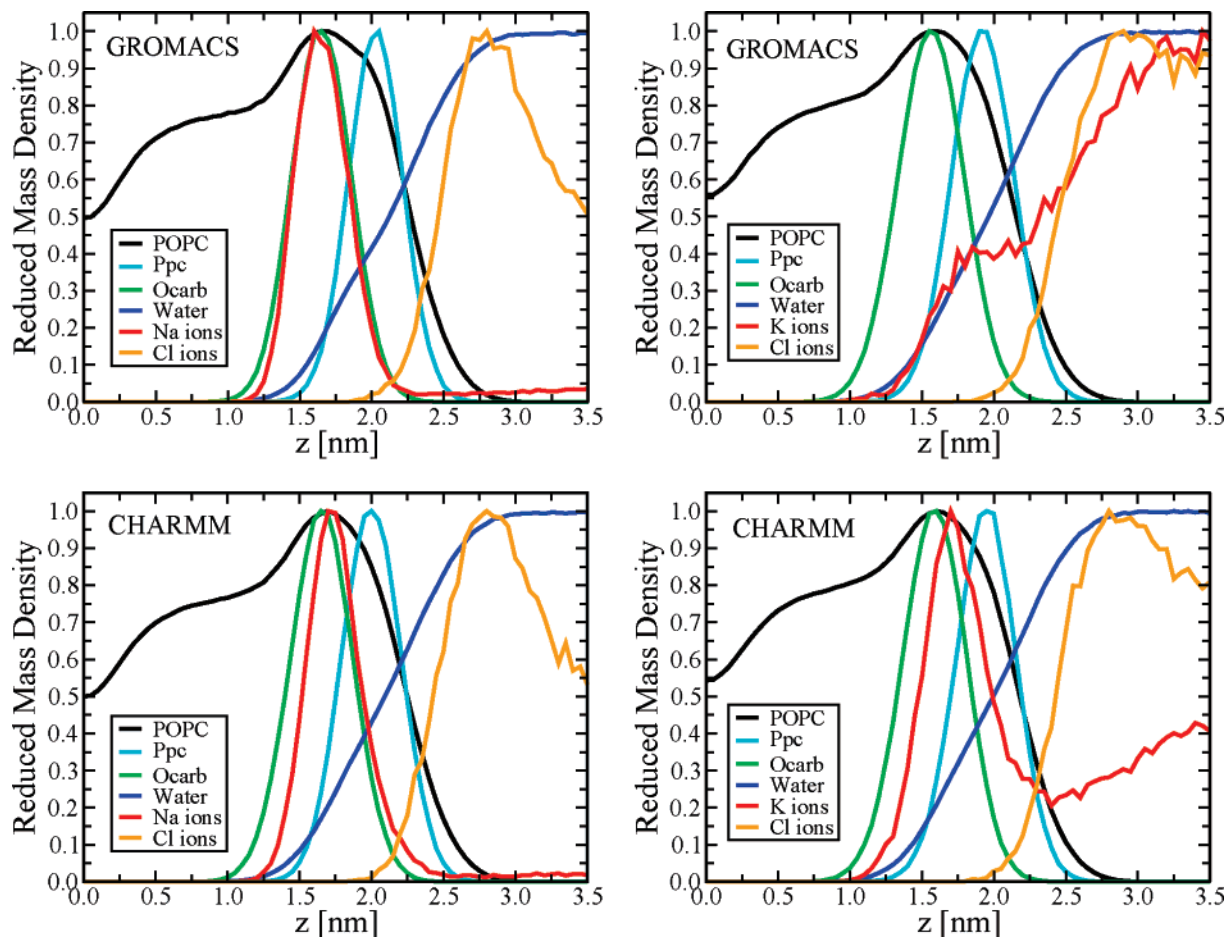 GROMACS
Reduced Mass Density
1.0
0.9
0.8
0.7
0.6
0.5
0.4
0.3
0.2
0.1
0.0
POPC
Ppc
Ocarb
Water
Na ions
Cl ions
0.0 0.5 1.0 1.5 2.0 2.5 3.0 3.5
z [nm]
GROMACS
Reduced Mass Density
1.0
0.9
0.8
0.7
0.6
0.5
0.4
0.3
0.2
0.1
0.0
POPC
Ppc
Ocarb
Water
K ions
Cl ions
0.0 0.5 1.0 1.5 2.0 2.5 3.0 3.5
z [nm]
CHARMM
Reduced Mass Density
1.0
0.9
0.8
0.7
0.6
0.5
0.4
0.3
0.2
0.1
0.0
POPC
Ppc
Ocarb
Water
Na ions
Cl ions
0.0 0.5 1.0 1.5 2.0 2.5 3.0 3.5
z [nm]
CHARMM
Reduced Mass Density
1.0
0.9
0.8
0.7
0.6
0.5
0.4
0.3
0.2
0.1
0.0
POPC
Ppc
Ocarb
Water
K ions
Cl ions
0.0 0.5 1.0 1.5 2.0 2.5 3.0 3.5
z [nm]